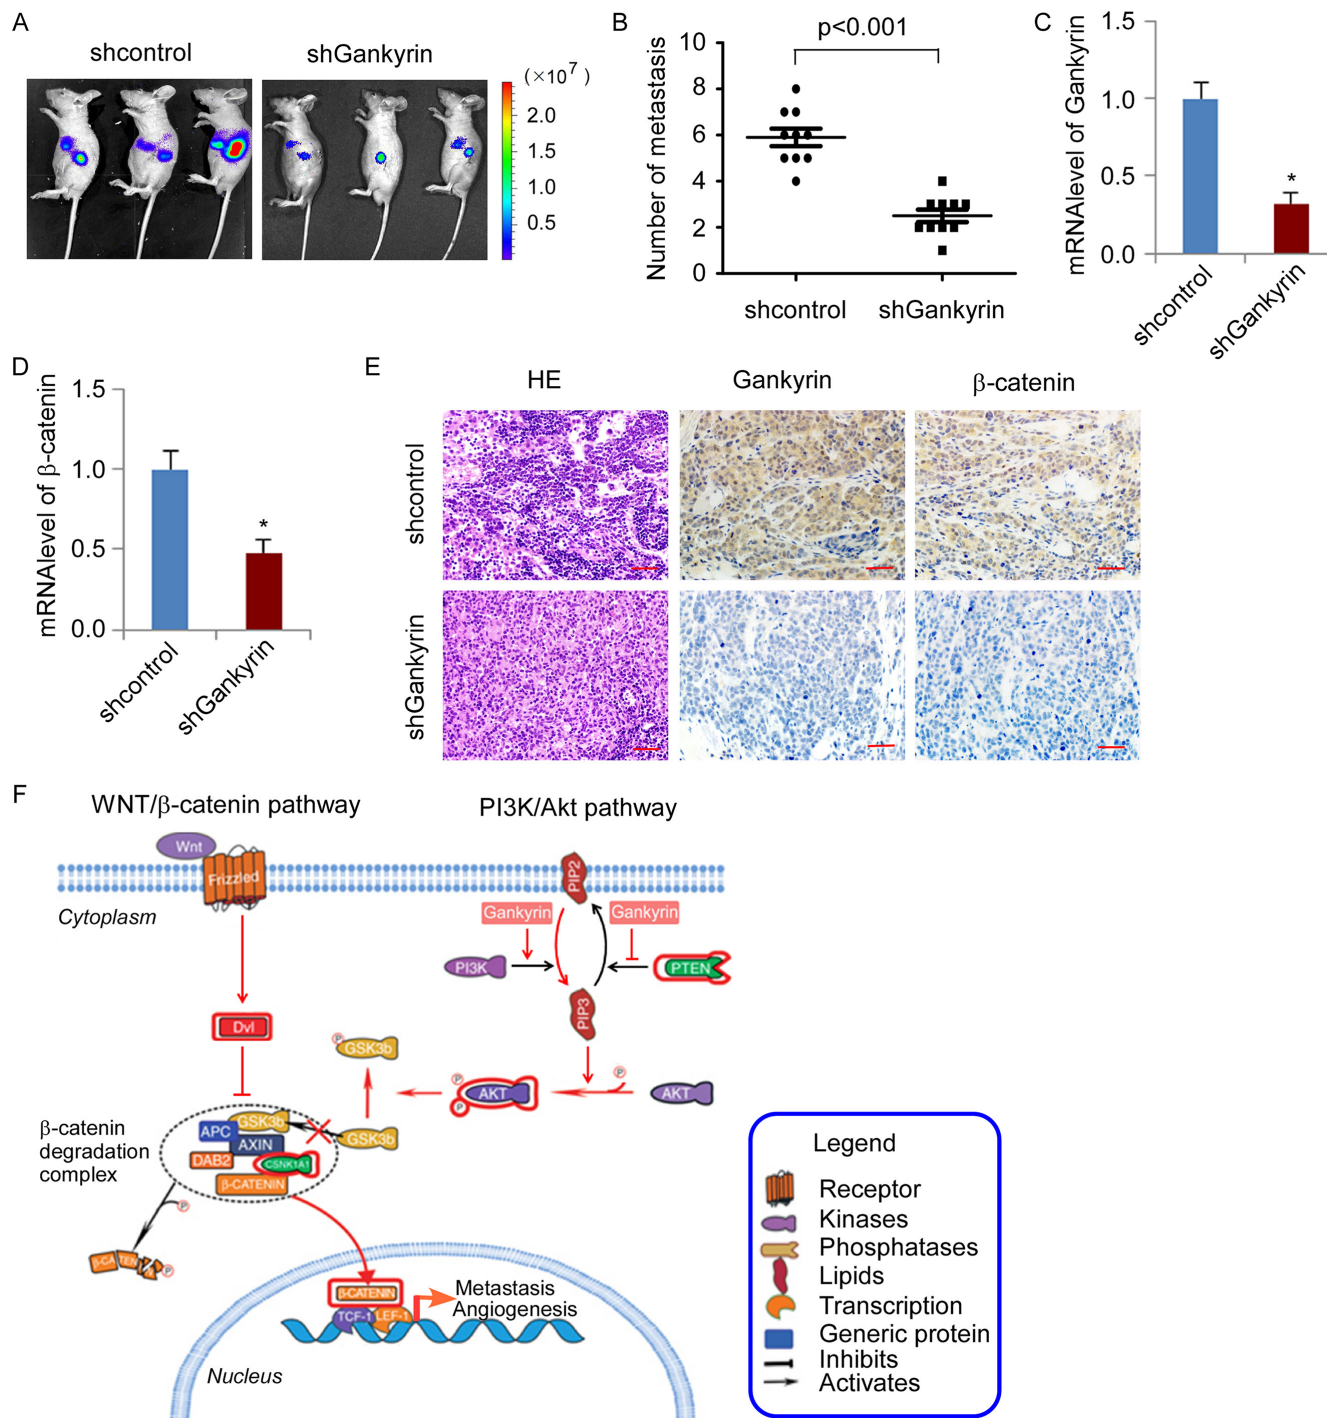 A
shcontrol
shGankyrin
(×10⁷)
2.0
1.5
1.0
0.5
B
p<0.001
Number of metastasis
10
8
6
4
2
0
shcontrol
shGankyrin
C
mRNAlevel of Gankyrin
1.5
1.0
0.5
0.0
*
shcontrol
shGankyrin
D
mRNAlevel of β-catenin
1.5
1.0
0.5
0.0
*
shcontrol
shGankyrin
E
HE
Gankyrin
β-catenin
shcontrol
shGankyrin
F
WNT/β-catenin pathway
PI3K/Akt pathway
Wnt
Frizzled
PIP2
Cytoplasm
Gankyrin
Gankyrin
PI3K
PTEN
PIP3
Dvl
P
GSK3b
P
P
AKT
P
AKT
β-catenin
degradation
complex
GSK3b
APC
AXIN
GSK3b
DAB2
CSNK1A1
β-CATENIN
P
β-CA
TEN
P
β-CATENIN
TCF-1
LEF-1
Metastasis
Angiogenesis
Nucleus
Legend
Receptor
Kinases
Phosphatases
Lipids
Transcription
Generic protein
Inhibits
Activates